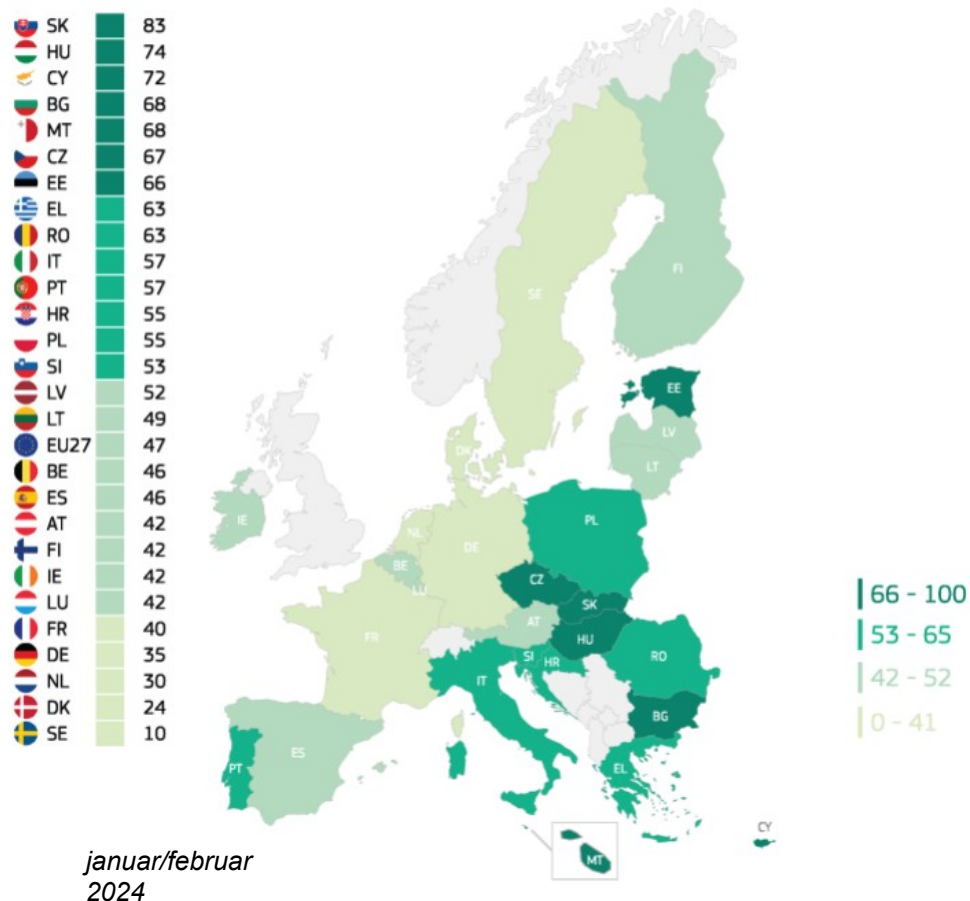 SK 83
HU 74
CY 72
BG 68
MT 68
CZ 67
EE 66
EL 63
RO 63
IT 57
PT 57
HR 55
PL 55
SI 53
LV 52
LT 49
EU27 47
BE 46
ES 46
AT 42
FI 42
IE 42
LU 42
FR 40
DE 35
NL 30
DK 24
SE 10
FI
SE
EE
LV
LT
DK
IE
NL
PL
DE
BE
LU
CZ
SK
FR
AT
HU
SI
HR
RO
IT
BG
ES
PT
EL
CY
MT
66 - 100
53 - 65
42 - 52
0 - 41
januar/februar
2024